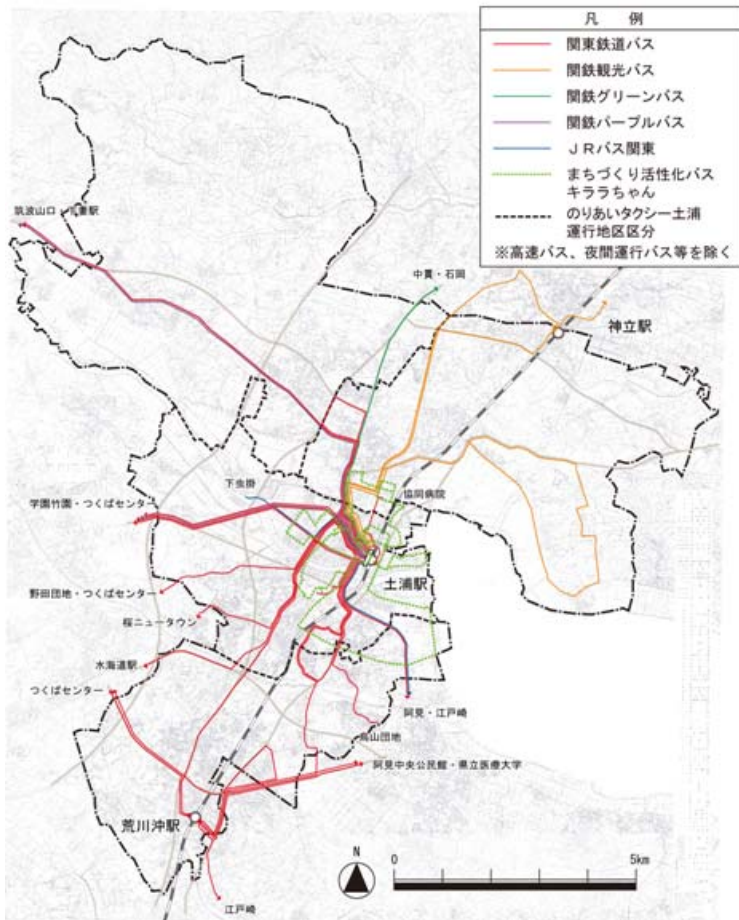 凡 例
関東鉄道バス
関鉄観光バス
関鉄グリーンバス
関鉄パープルバス
JRバス関東
まちづくり活性化バス
キララちゃん
のりあいタクシー土浦
運行地区区分
※高速バス、夜間運行バス等を除く
筑波山口・
中貫・石岡
神立駅
下虫掛
協同病院
学園竹園・つくばセンター
土浦駅
野田団地・つくばセンター
桜ニュータウン
水海道駅
つくばセンター
阿見・江戸崎
烏山団地
阿見中央公民館・県立医療大学
荒川沖駅
江戸崎
N
0
5km